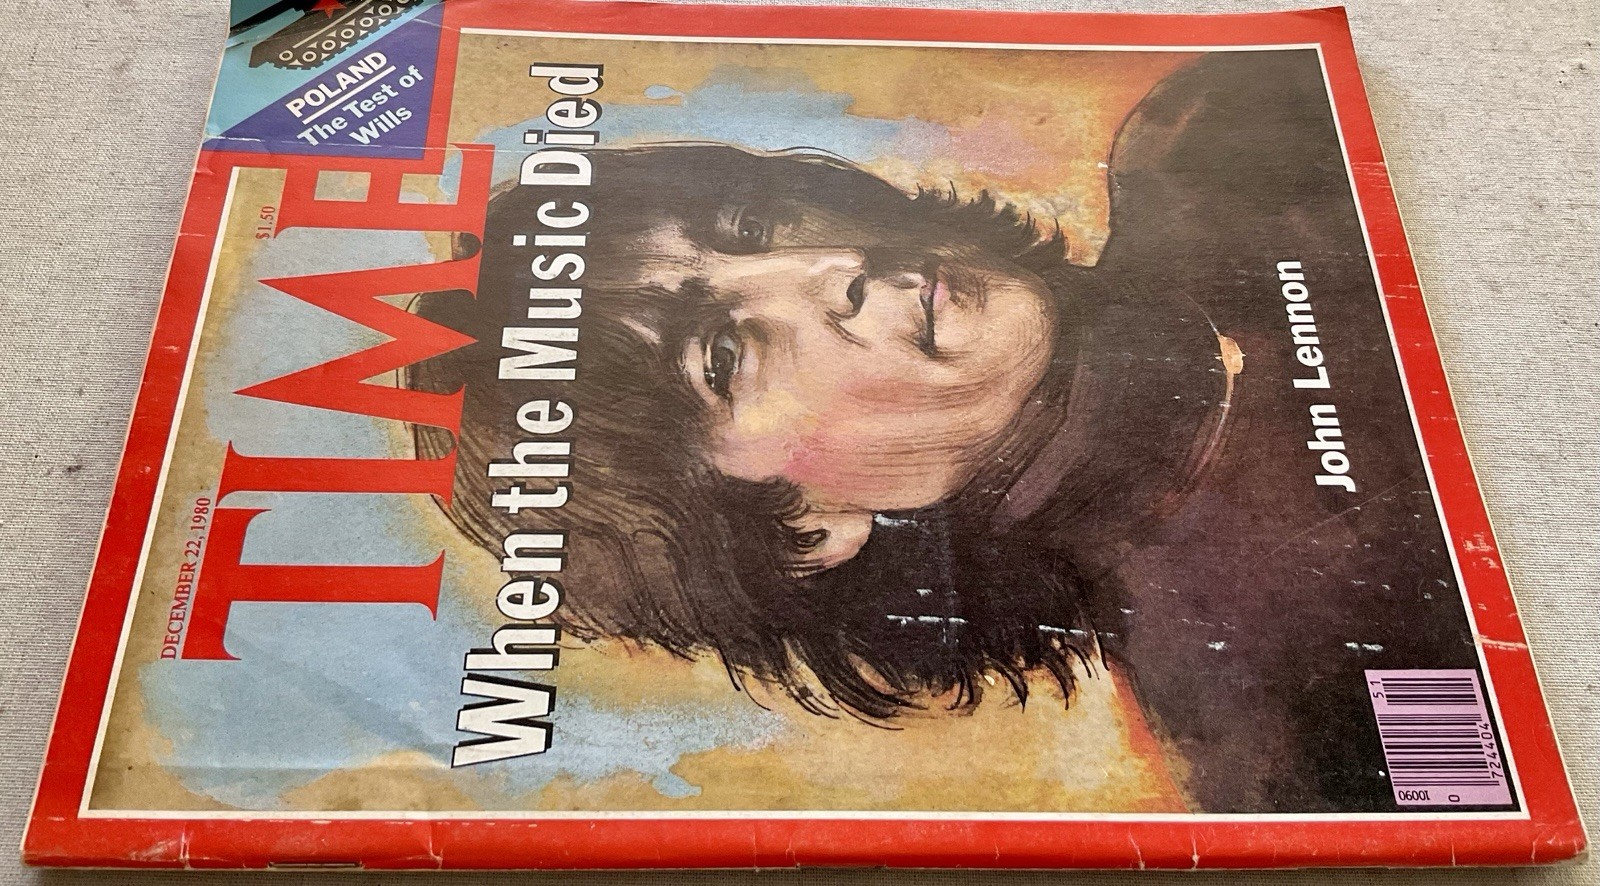 POLAND
The Test of
Wills
DECEMBER 22, 1980
$1.50
TIME
When the Music Died
John Lennon
51
10090
0
724404